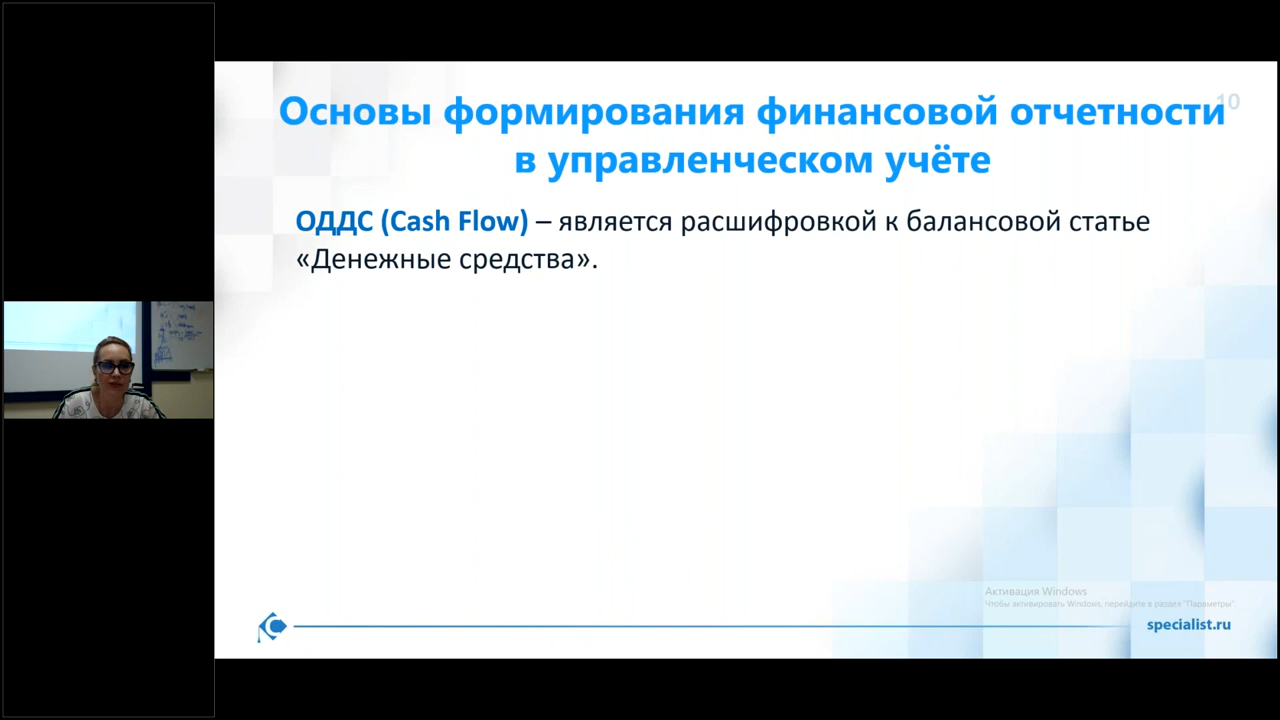 10
Основы формирования финансовой отчетности
в управленческом учёте
ОДДС (Cash Flow) – является расшифровкой к балансовой статье
«Денежные средства».
Активация Windows
Чтобы активировать Windows, перейдите в раздел "Параметры".
specialist.ru